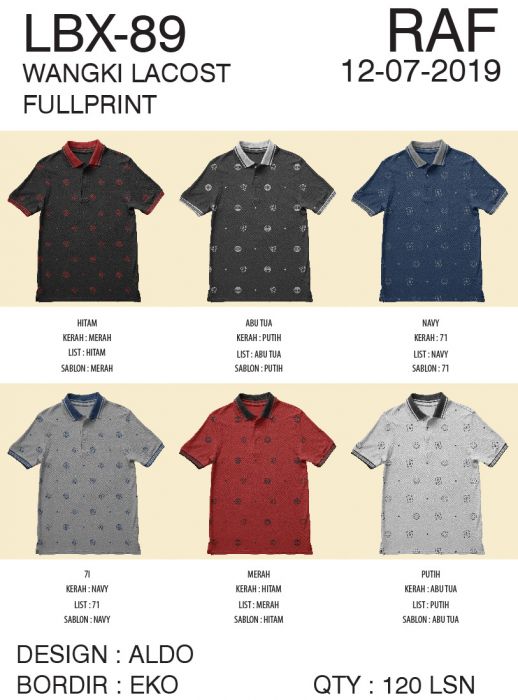 LBX-89
WANGKI LACOST
FULLPRINT
RAF
12-07-2019
HITAM
KERAH : MERAH
LIST : HITAM
SABLON : MERAH
ABU TUA
KERAH : PUTIH
LIST : ABU TUA
SABLON : PUTIH
NAVY
KERAH : 71
LIST : NAVY
SABLON : 71
7I
KERAH : NAVY
LIST : 71
SABLON : NAVY
MERAH
KERAH : HITAM
LIST : MERAH
SABLON : HITAM
PUTIH
KERAH : ABU TUA
LIST : PUTIH
SABLON : ABU TUA
DESIGN : ALDO
BORDIR : EKO
QTY : 120 LSN